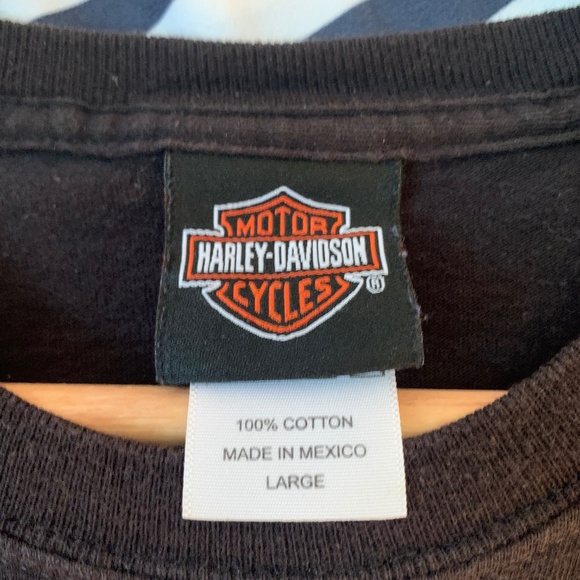 MOTOR
HARLEY-DAVIDSON
CYCLES
®
100% COTTON
MADE IN MEXICO
LARGE